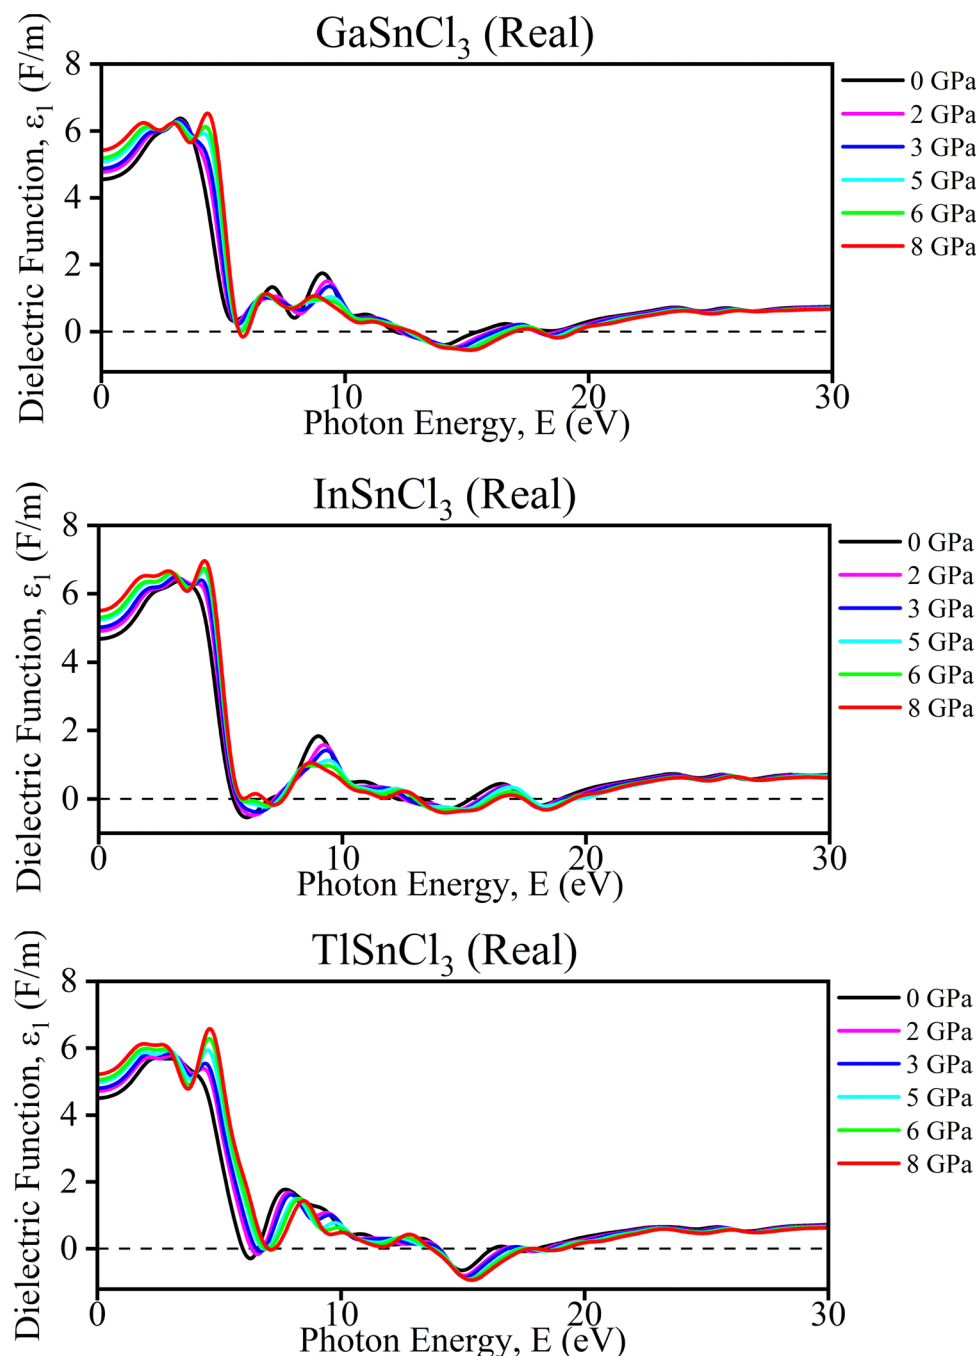 GaSnCl₃ (Real)
Dielectric Function, ε₁ (F/m)
8
6
4
2
0
0 GPa
2 GPa
3 GPa
5 GPa
6 GPa
8 GPa
0 10 20 30
Photon Energy, E (eV)
InSnCl₃ (Real)
Dielectric Function, ε₁ (F/m)
8
6
4
2
0
0 GPa
2 GPa
3 GPa
5 GPa
6 GPa
8 GPa
0 10 20 30
Photon Energy, E (eV)
TlSnCl₃ (Real)
Dielectric Function, ε₁ (F/m)
8
6
4
2
0
0 GPa
2 GPa
3 GPa
5 GPa
6 GPa
8 GPa
0 10 20 30
Photon Energy, E (eV)